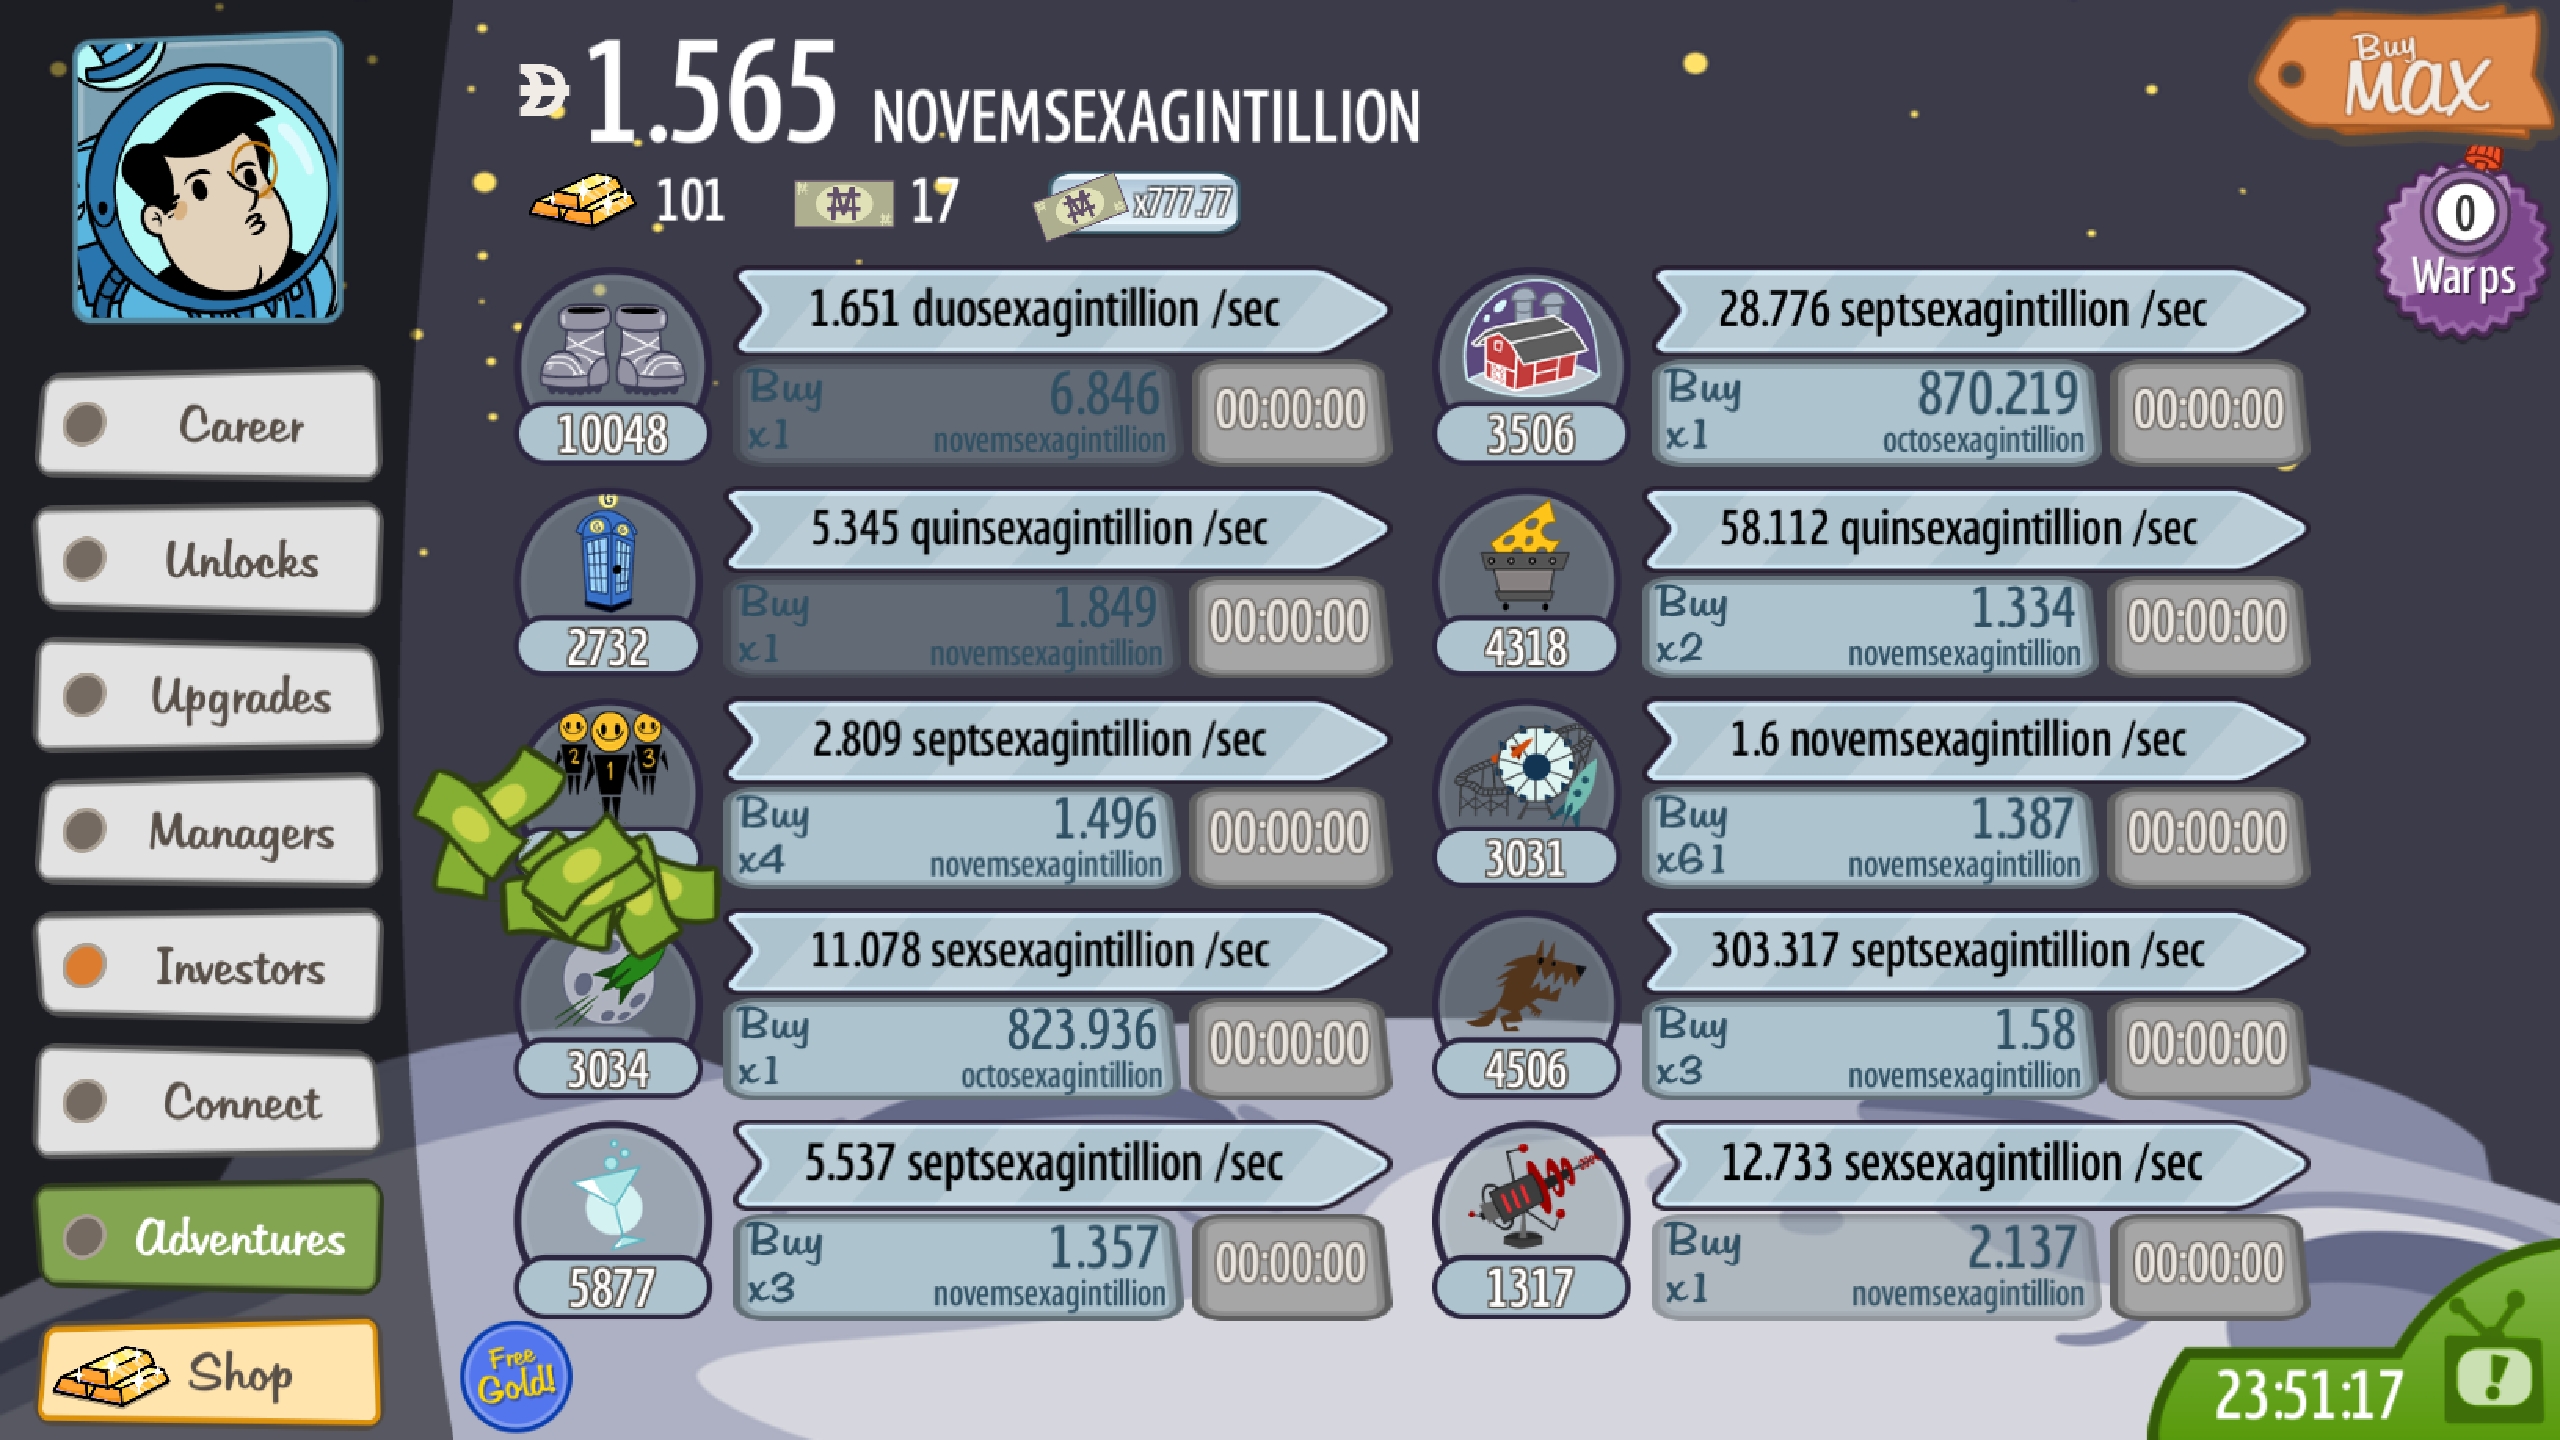 1.565 NOVEMSEXAGINTILLION
Buy
MAX
101
17
x777.77
0
Warps
Career
Unlocks
Upgrades
Managers
Investors
Connect
Adventures
Shop
1.651 duosexagintillion /sec
10048
Buy
x1
6.846
novemsexagintillion
00:00:00
28.776 septsexagintillion /sec
3506
Buy
x1
870.219
octosexagintillion
00:00:00
G
5.345 quinsexagintillion /sec
2732
Buy
x1
1.849
novemsexagintillion
00:00:00
58.112 quinsexagintillion /sec
4318
Buy
x2
1.334
novemsexagintillion
00:00:00
2 1 3
2.809 septsexagintillion /sec
Buy
x4
1.496
novemsexagintillion
00:00:00
1.6 novemsexagintillion /sec
3031
Buy
x61
1.387
novemsexagintillion
00:00:00
11.078 sexsexagintillion /sec
3034
Buy
x1
823.936
octosexagintillion
00:00:00
303.317 septsexagintillion /sec
4506
Buy
x3
1.58
novemsexagintillion
00:00:00
5.537 septsexagintillion /sec
5877
Buy
x3
1.357
novemsexagintillion
00:00:00
12.733 sexsexagintillion /sec
1317
Buy
x1
2.137
novemsexagintillion
00:00:00
Free
Gold!
23:51:17
!